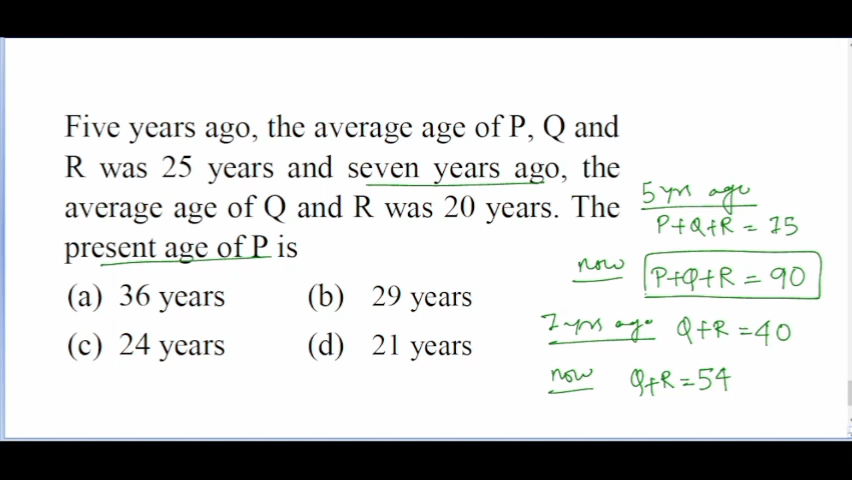 Five years ago, the average age of P, Q and
R was 25 years and seven years ago, the
average age of Q and R was 20 years. The
present age of P is
(a) 36 years (b) 29 years
(c) 24 years (d) 21 years
5 yrs ago
P+Q+R = 75
now P+Q+R = 90
7 yrs ago Q+R = 40
now Q+R = 54